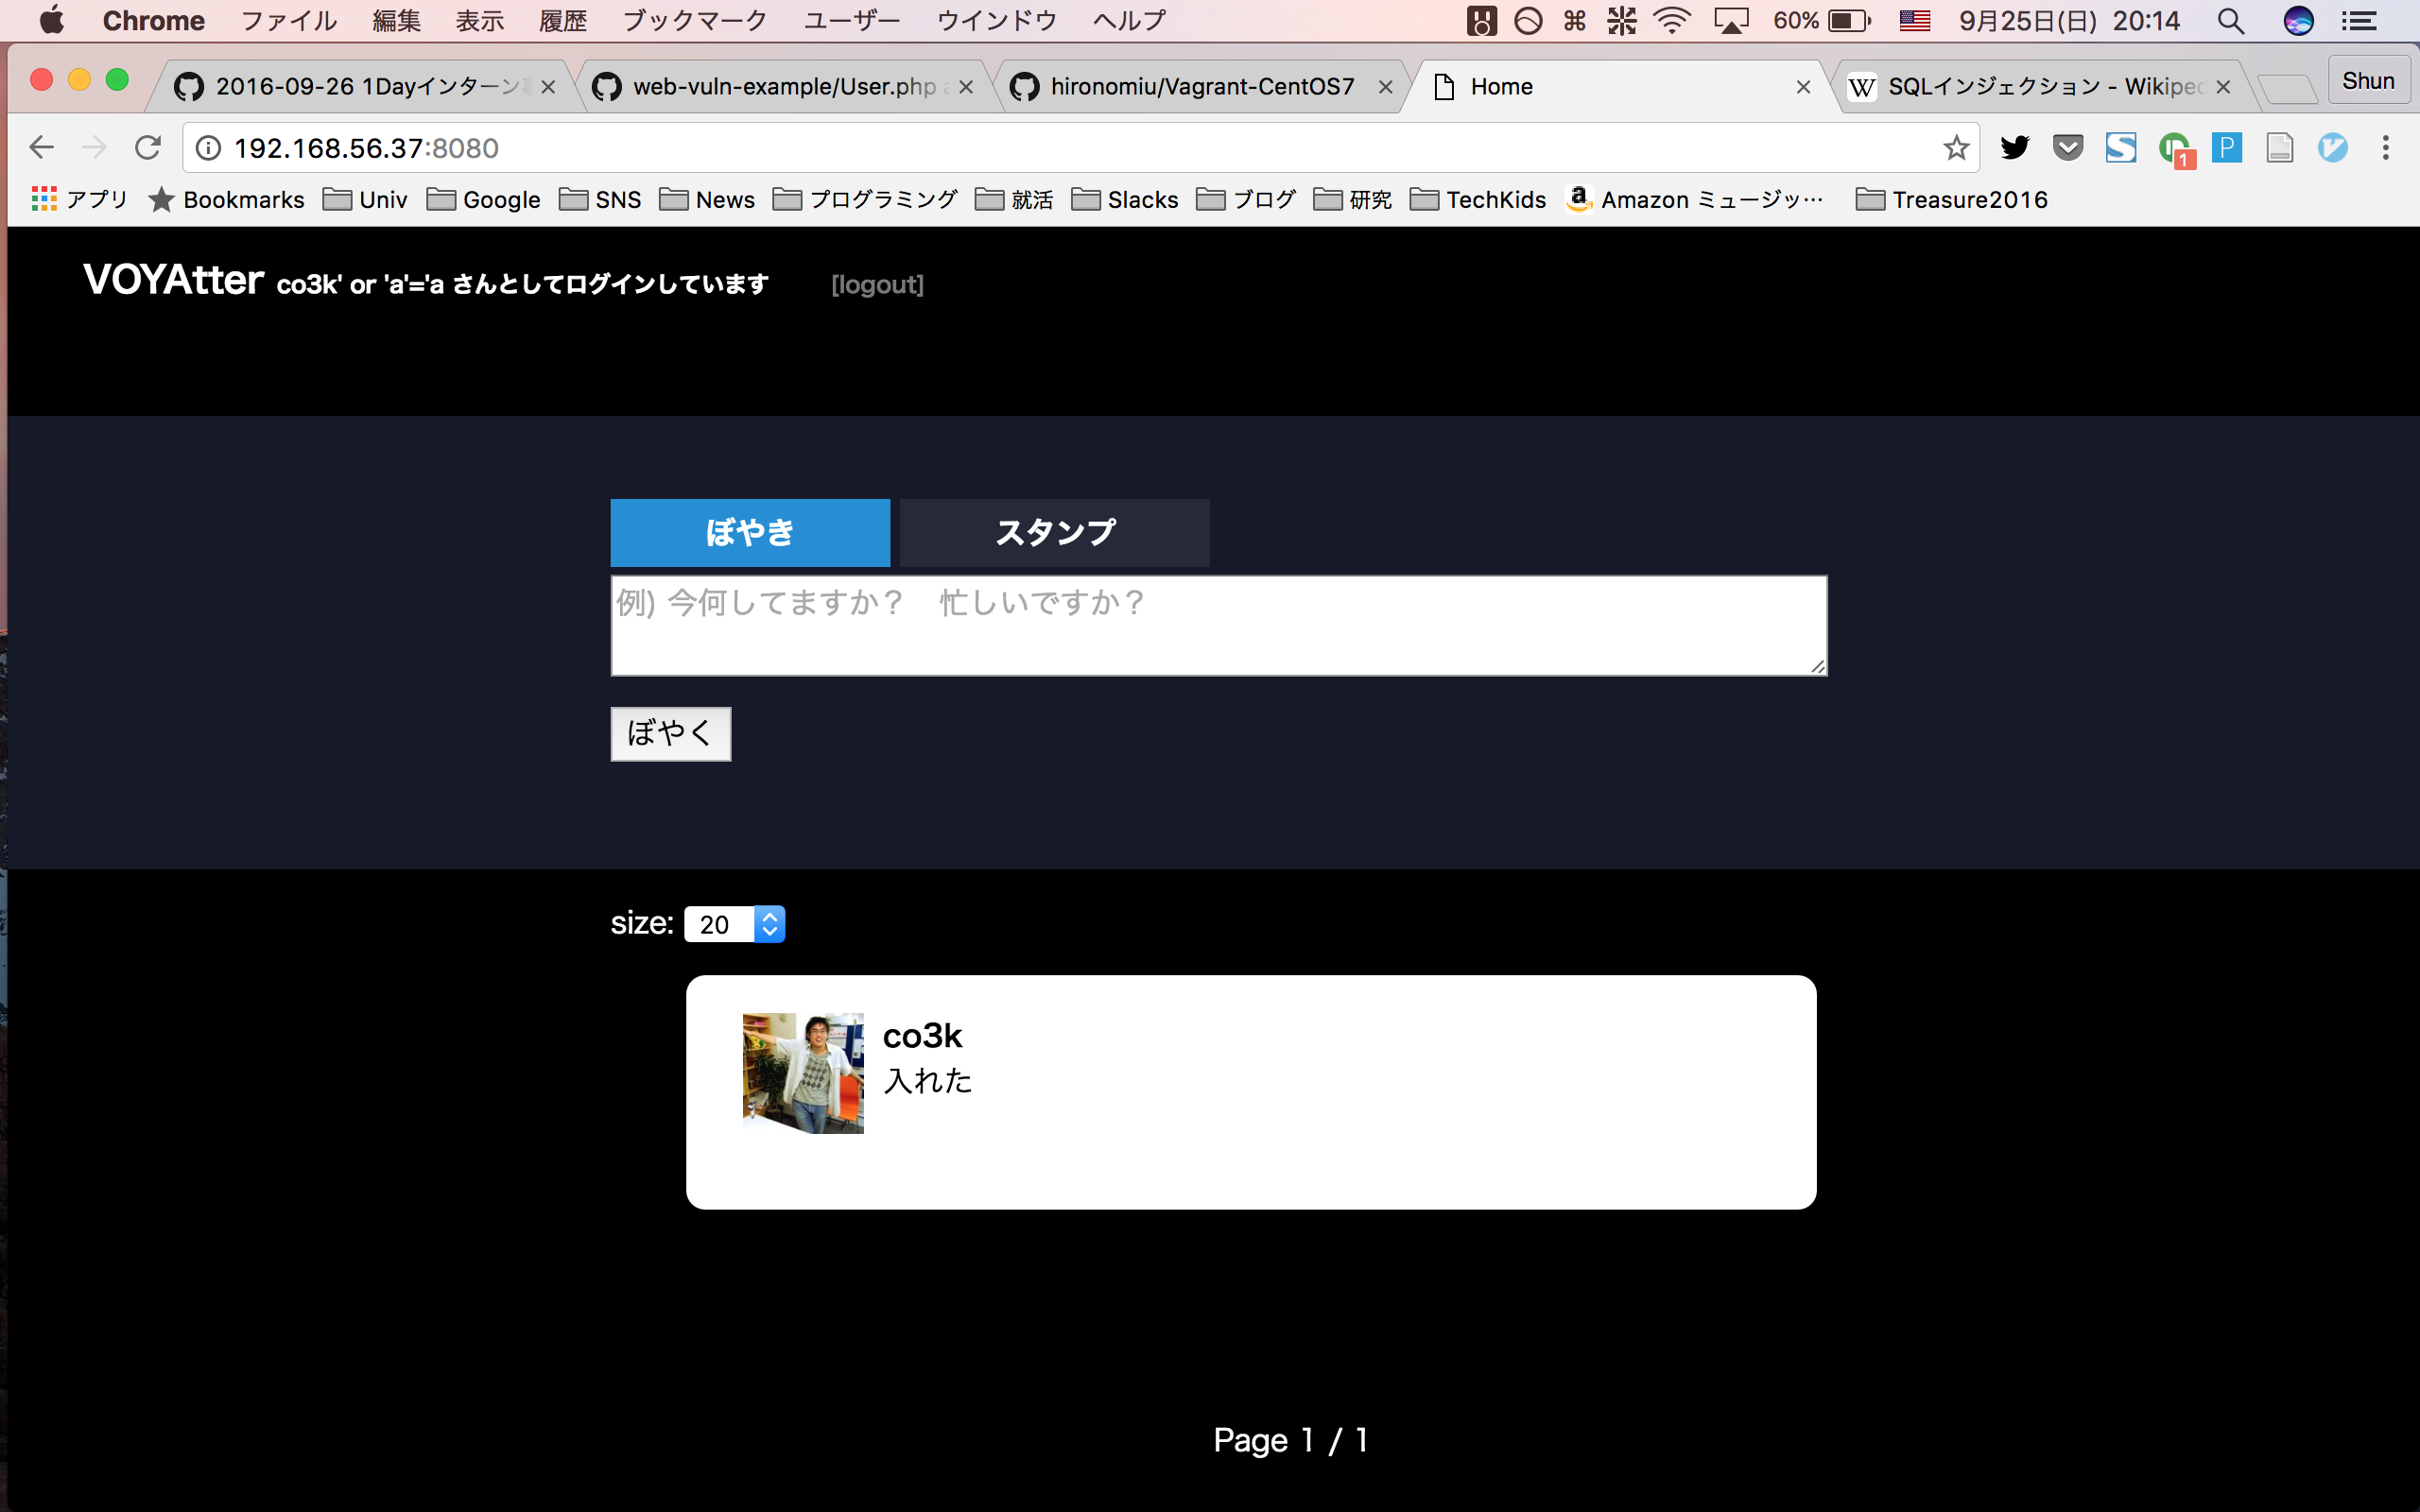 Chrome ファイル 編集 表示 履歴 ブックマーク ユーザー ウインドウ ヘルプ 60% 9月25日(日) 20:14
2016-09-26 1Dayインターン web-vuln-example/User.php hironomiu/Vagrant-CentOS7 Home W SQLインジェクション - Wikiped Shun
192.168.56.37:8080 1 P
アプリ Bookmarks Univ Google SNS News プログラミング 就活 Slacks ブログ 研究 TechKids Amazon ミュージッ… Treasure2016
VOYAtter co3k' or 'a'='a さんとしてログインしています [logout]
ぼやき スタンプ
例) 今何してますか？　忙しいですか？
ぼやく
size: 20
co3k
入れた
Page 1 / 1